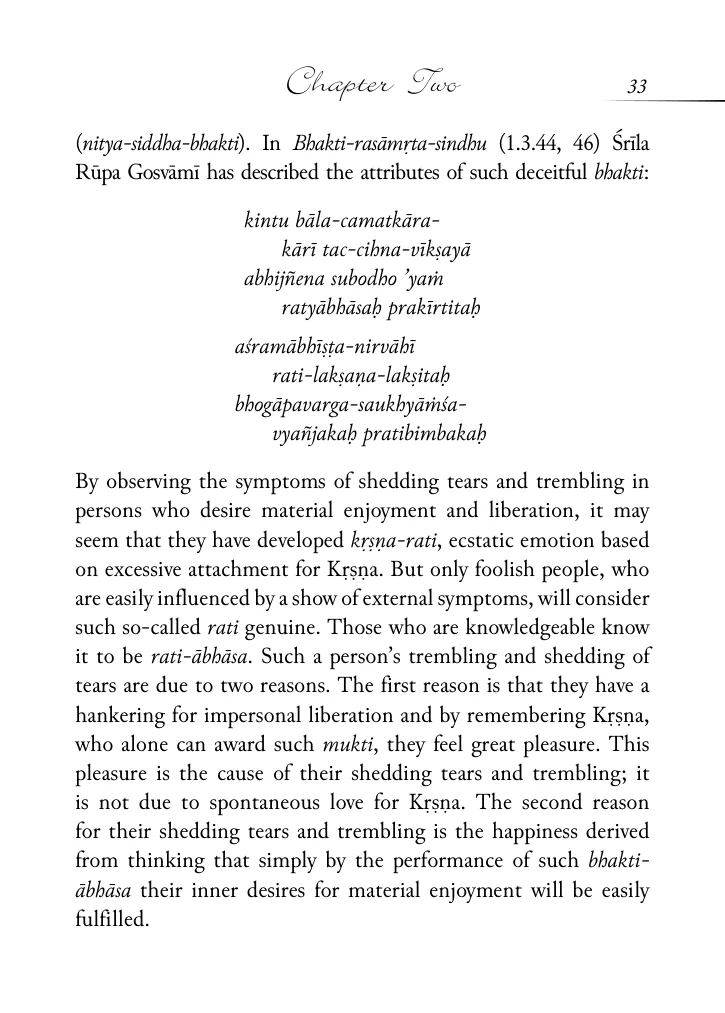 Chapter Two
33
(nitya-siddha-bhakti). In Bhakti-rasāmṛta-sindhu (1.3.44, 46) Śrīla
Rūpa Gosvāmī has described the attributes of such deceitful bhakti:
kintu bāla-camatkāra-
kārī tac-cihna-vīkṣayā
abhijñena subodho ’yaṁ
ratyābhāsaḥ prakīrtitaḥ
aśramābhīṣṭa-nirvāhī
rati-lakṣaṇa-lakṣitaḥ
bhogāpavarga-saukhyāṁśa-
vyañjakaḥ pratibimbakaḥ
By observing the symptoms of shedding tears and trembling in
persons who desire material enjoyment and liberation, it may
seem that they have developed kṛṣṇa-rati, ecstatic emotion based
on excessive attachment for Kṛṣṇa. But only foolish people, who
are easily influenced by a show of external symptoms, will consider
such so-called rati genuine. Those who are knowledgeable know
it to be rati-ābhāsa. Such a person’s trembling and shedding of
tears are due to two reasons. The first reason is that they have a
hankering for impersonal liberation and by remembering Kṛṣṇa,
who alone can award such mukti, they feel great pleasure. This
pleasure is the cause of their shedding tears and trembling; it
is not due to spontaneous love for Kṛṣṇa. The second reason
for their shedding tears and trembling is the happiness derived
from thinking that simply by the performance of such bhakti-
ābhāsa their inner desires for material enjoyment will be easily
fulfilled.